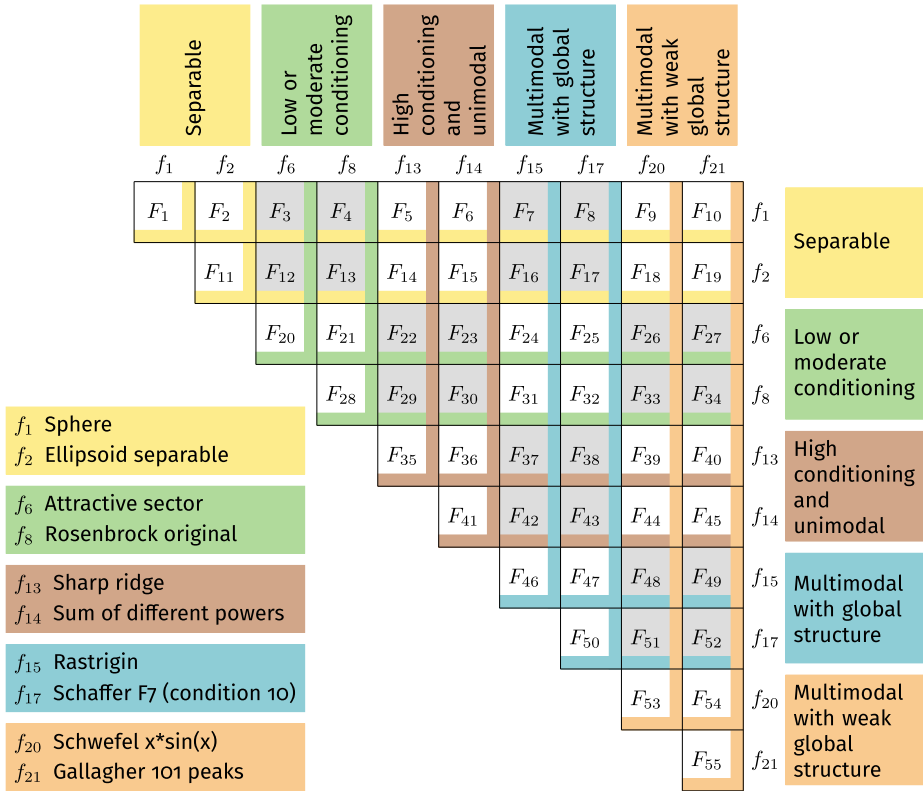 Separable
Low or
moderate
conditioning
High
conditioning
and
unimodal
Multimodal
with global
structure
Multimodal
with weak
global
structure
f1 f2 f6 f8 f13 f14 f15 f17 f20 f21
F1 F2 F3 F4 F5 F6 F7 F8 F9 F10 f1
F11 F12 F13 F14 F15 F16 F17 F18 F19 f2
Separable
F20 F21 F22 F23 F24 F25 F26 F27 f6
F28 F29 F30 F31 F32 F33 F34 f8
Low or
moderate
conditioning
F35 F36 F37 F38 F39 F40 f13
F41 F42 F43 F44 F45 f14
High
conditioning
and
unimodal
F46 F47 F48 F49 f15
F50 F51 F52 f17
Multimodal
with global
structure
F53 F54 f20
F55 f21
Multimodal
with weak
global
structure
f1 Sphere
f2 Ellipsoid separable
f6 Attractive sector
f8 Rosenbrock original
f13 Sharp ridge
f14 Sum of different powers
f15 Rastrigin
f17 Schaffer F7 (condition 10)
f20 Schwefel x*sin(x)
f21 Gallagher 101 peaks